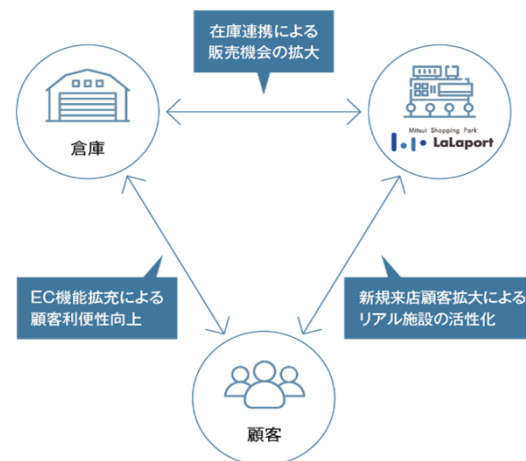 在庫連携による
販売機会の拡大
倉庫
Mitsui Shopping Park
LaLaport
EC機能拡充による
顧客利便性向上
新規来店顧客拡大による
リアル施設の活性化
顧客